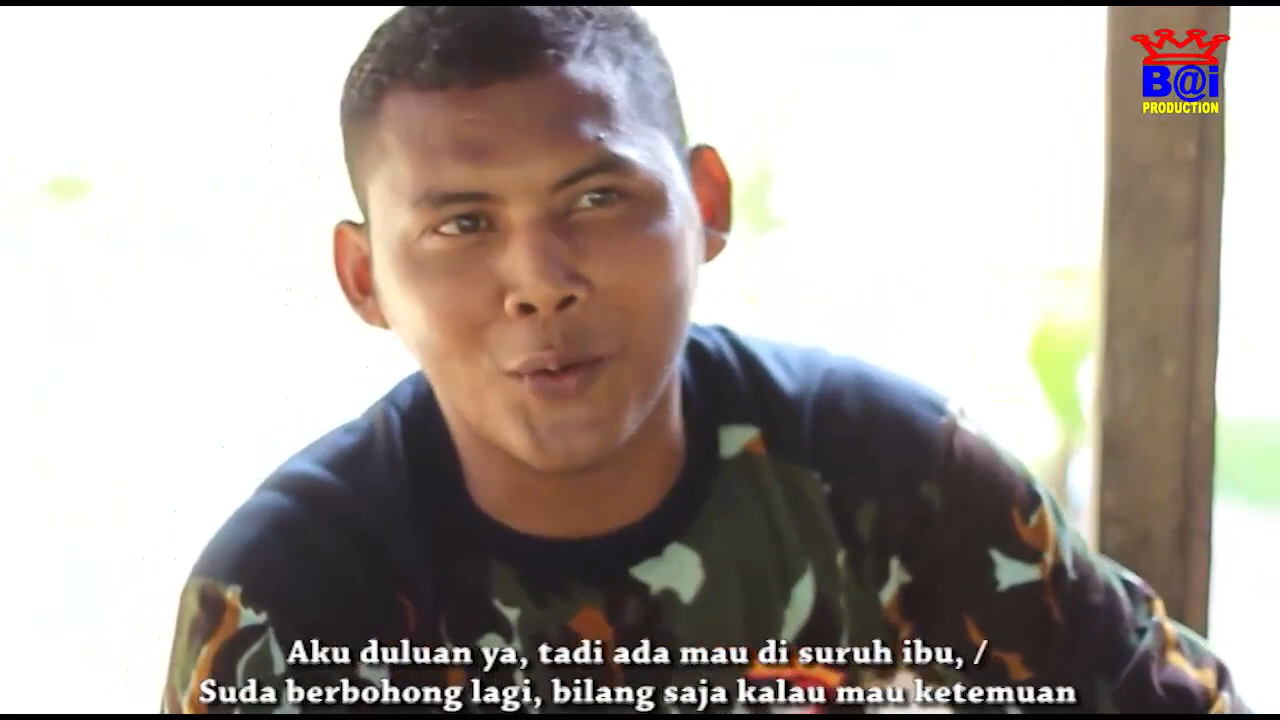 B@i
PRODUCTION
Aku duluan ya, tadi ada mau di suruh ibu, /
Suda berbohong lagi, bilang saja kalau mau ketemuan